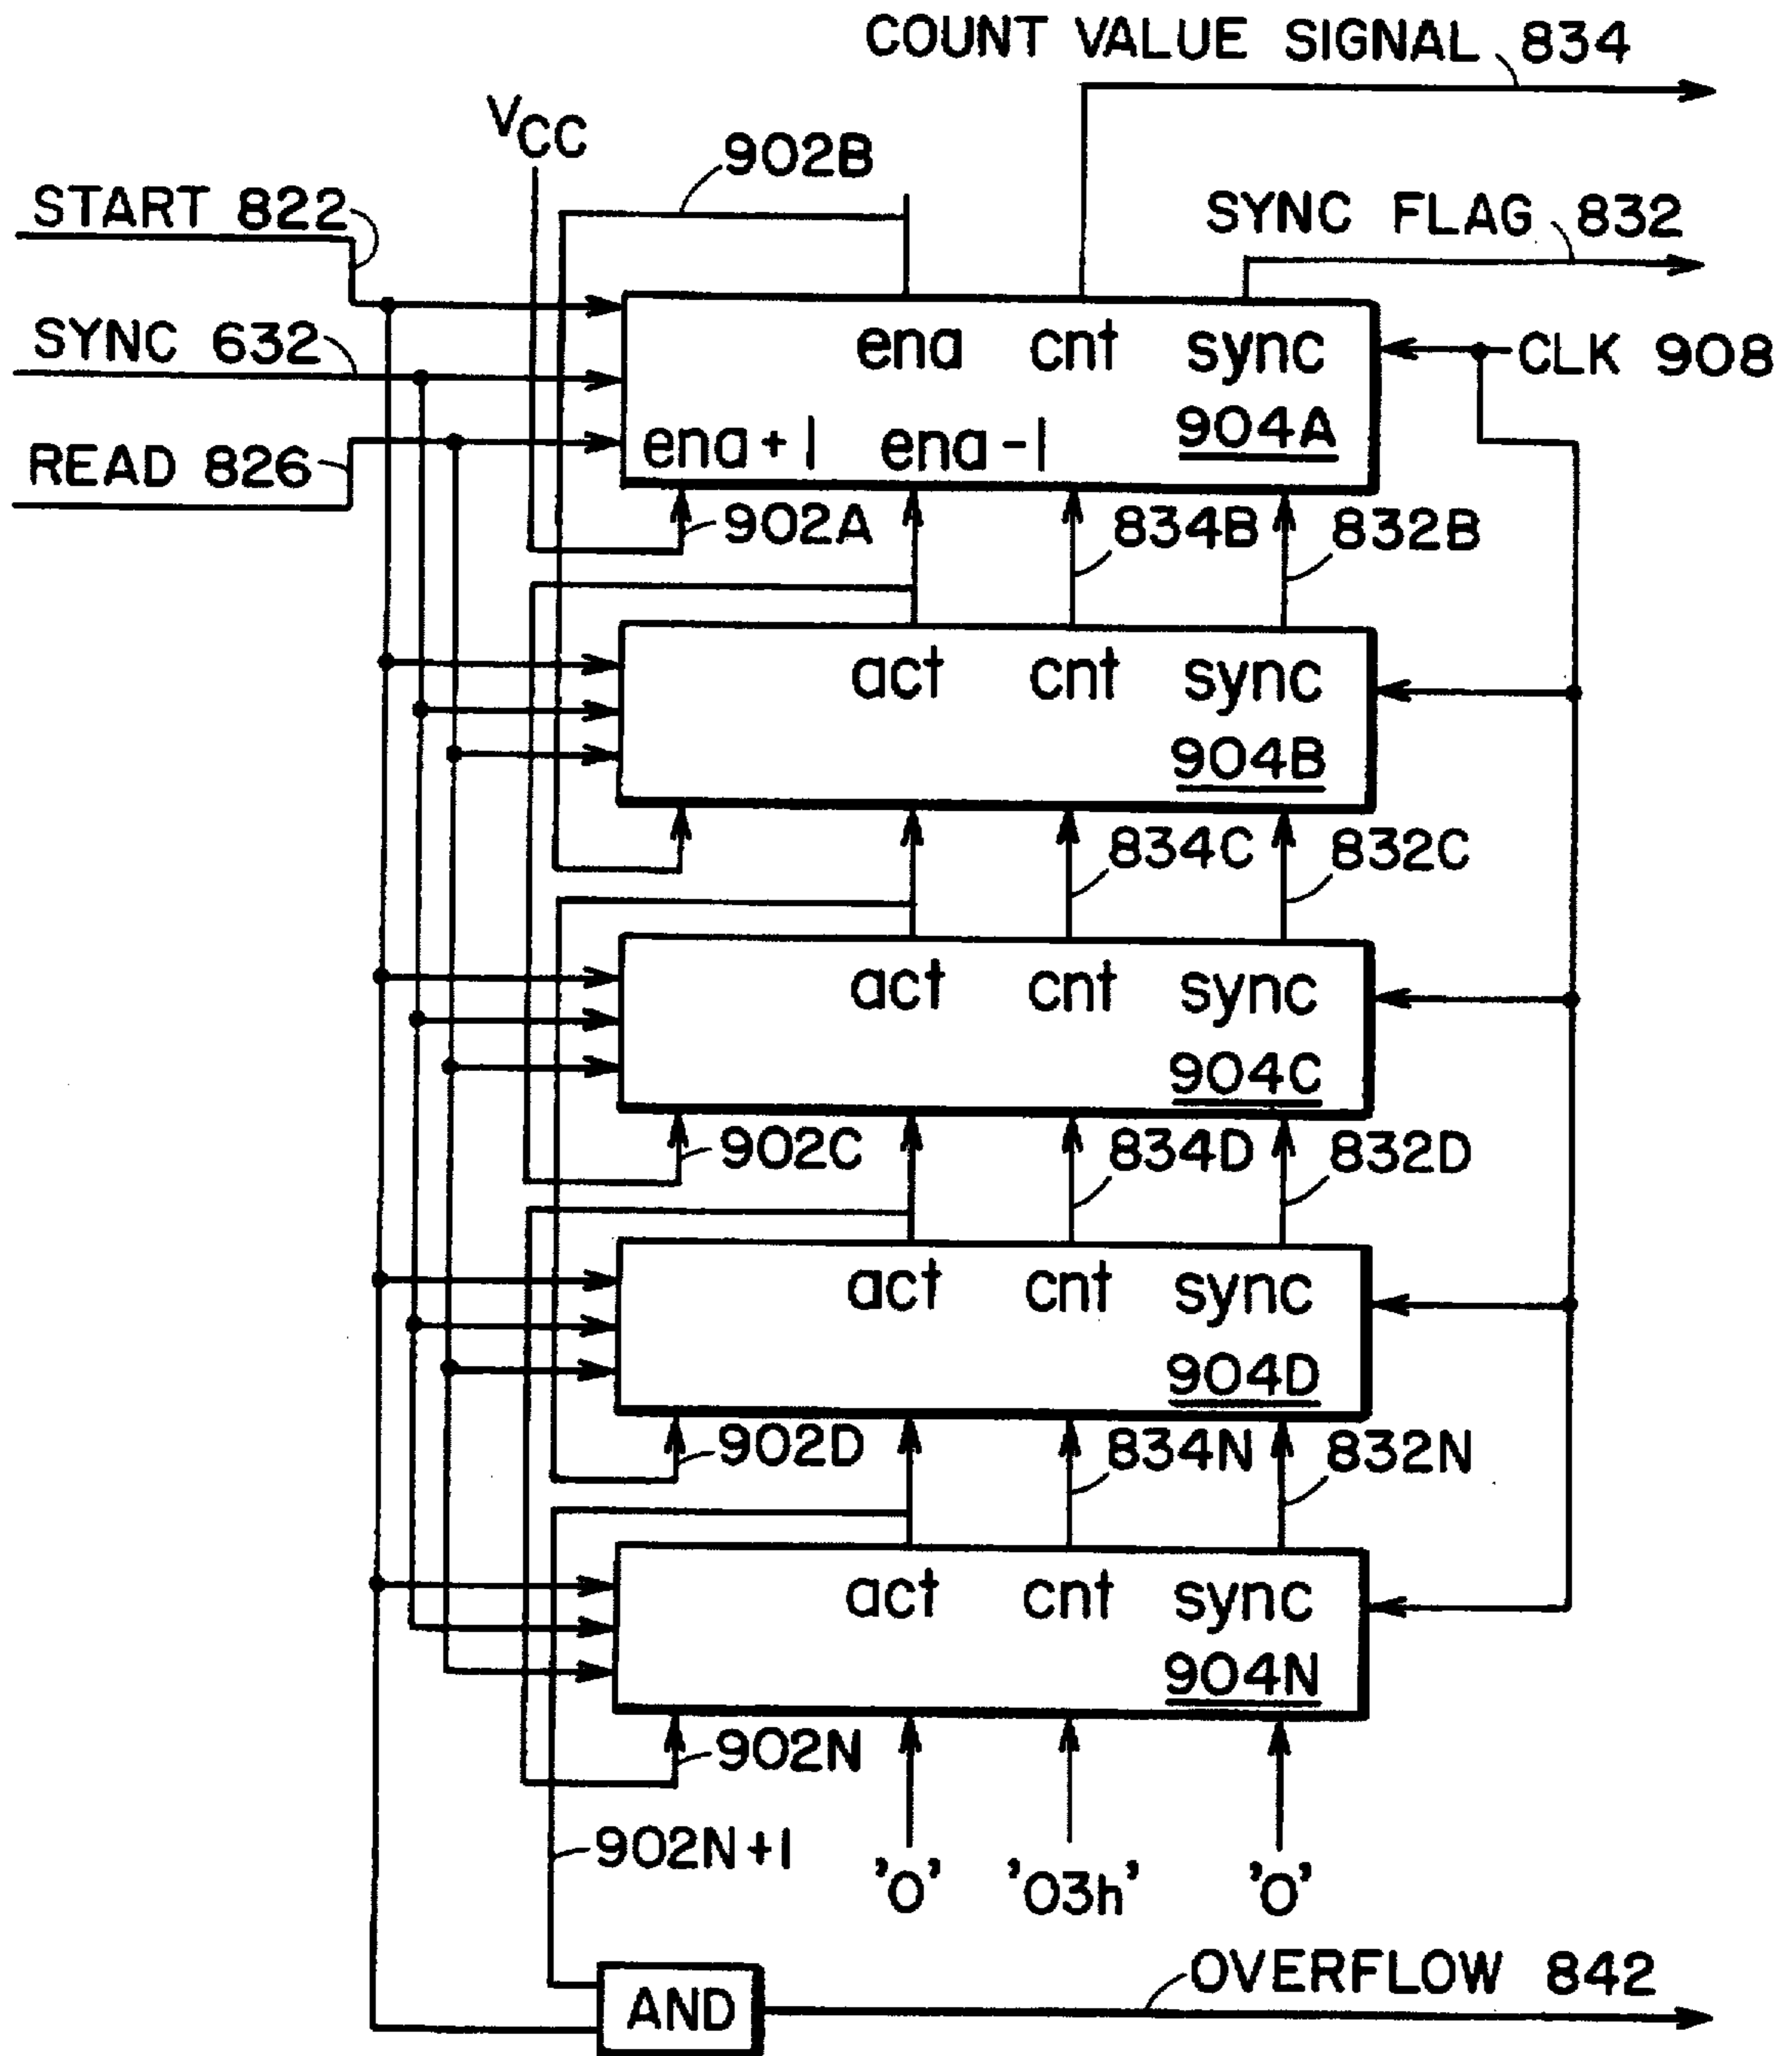 COUNT VALUE SIGNAL 834
VCC
902B
START 822
SYNC FLAG 832
SYNC 632
ena cnt sync
CLK 908
READ 826
ena+1 ena-1 904A
902A 834B 832B
act cnt sync
904B
834C 832C
act cnt sync
904C
902C 834D 832D
act cnt sync
904D
902D 834N 832N
act cnt sync
904N
902N
902N+1
'0' '03h' '0'
OVERFLOW 842
AND